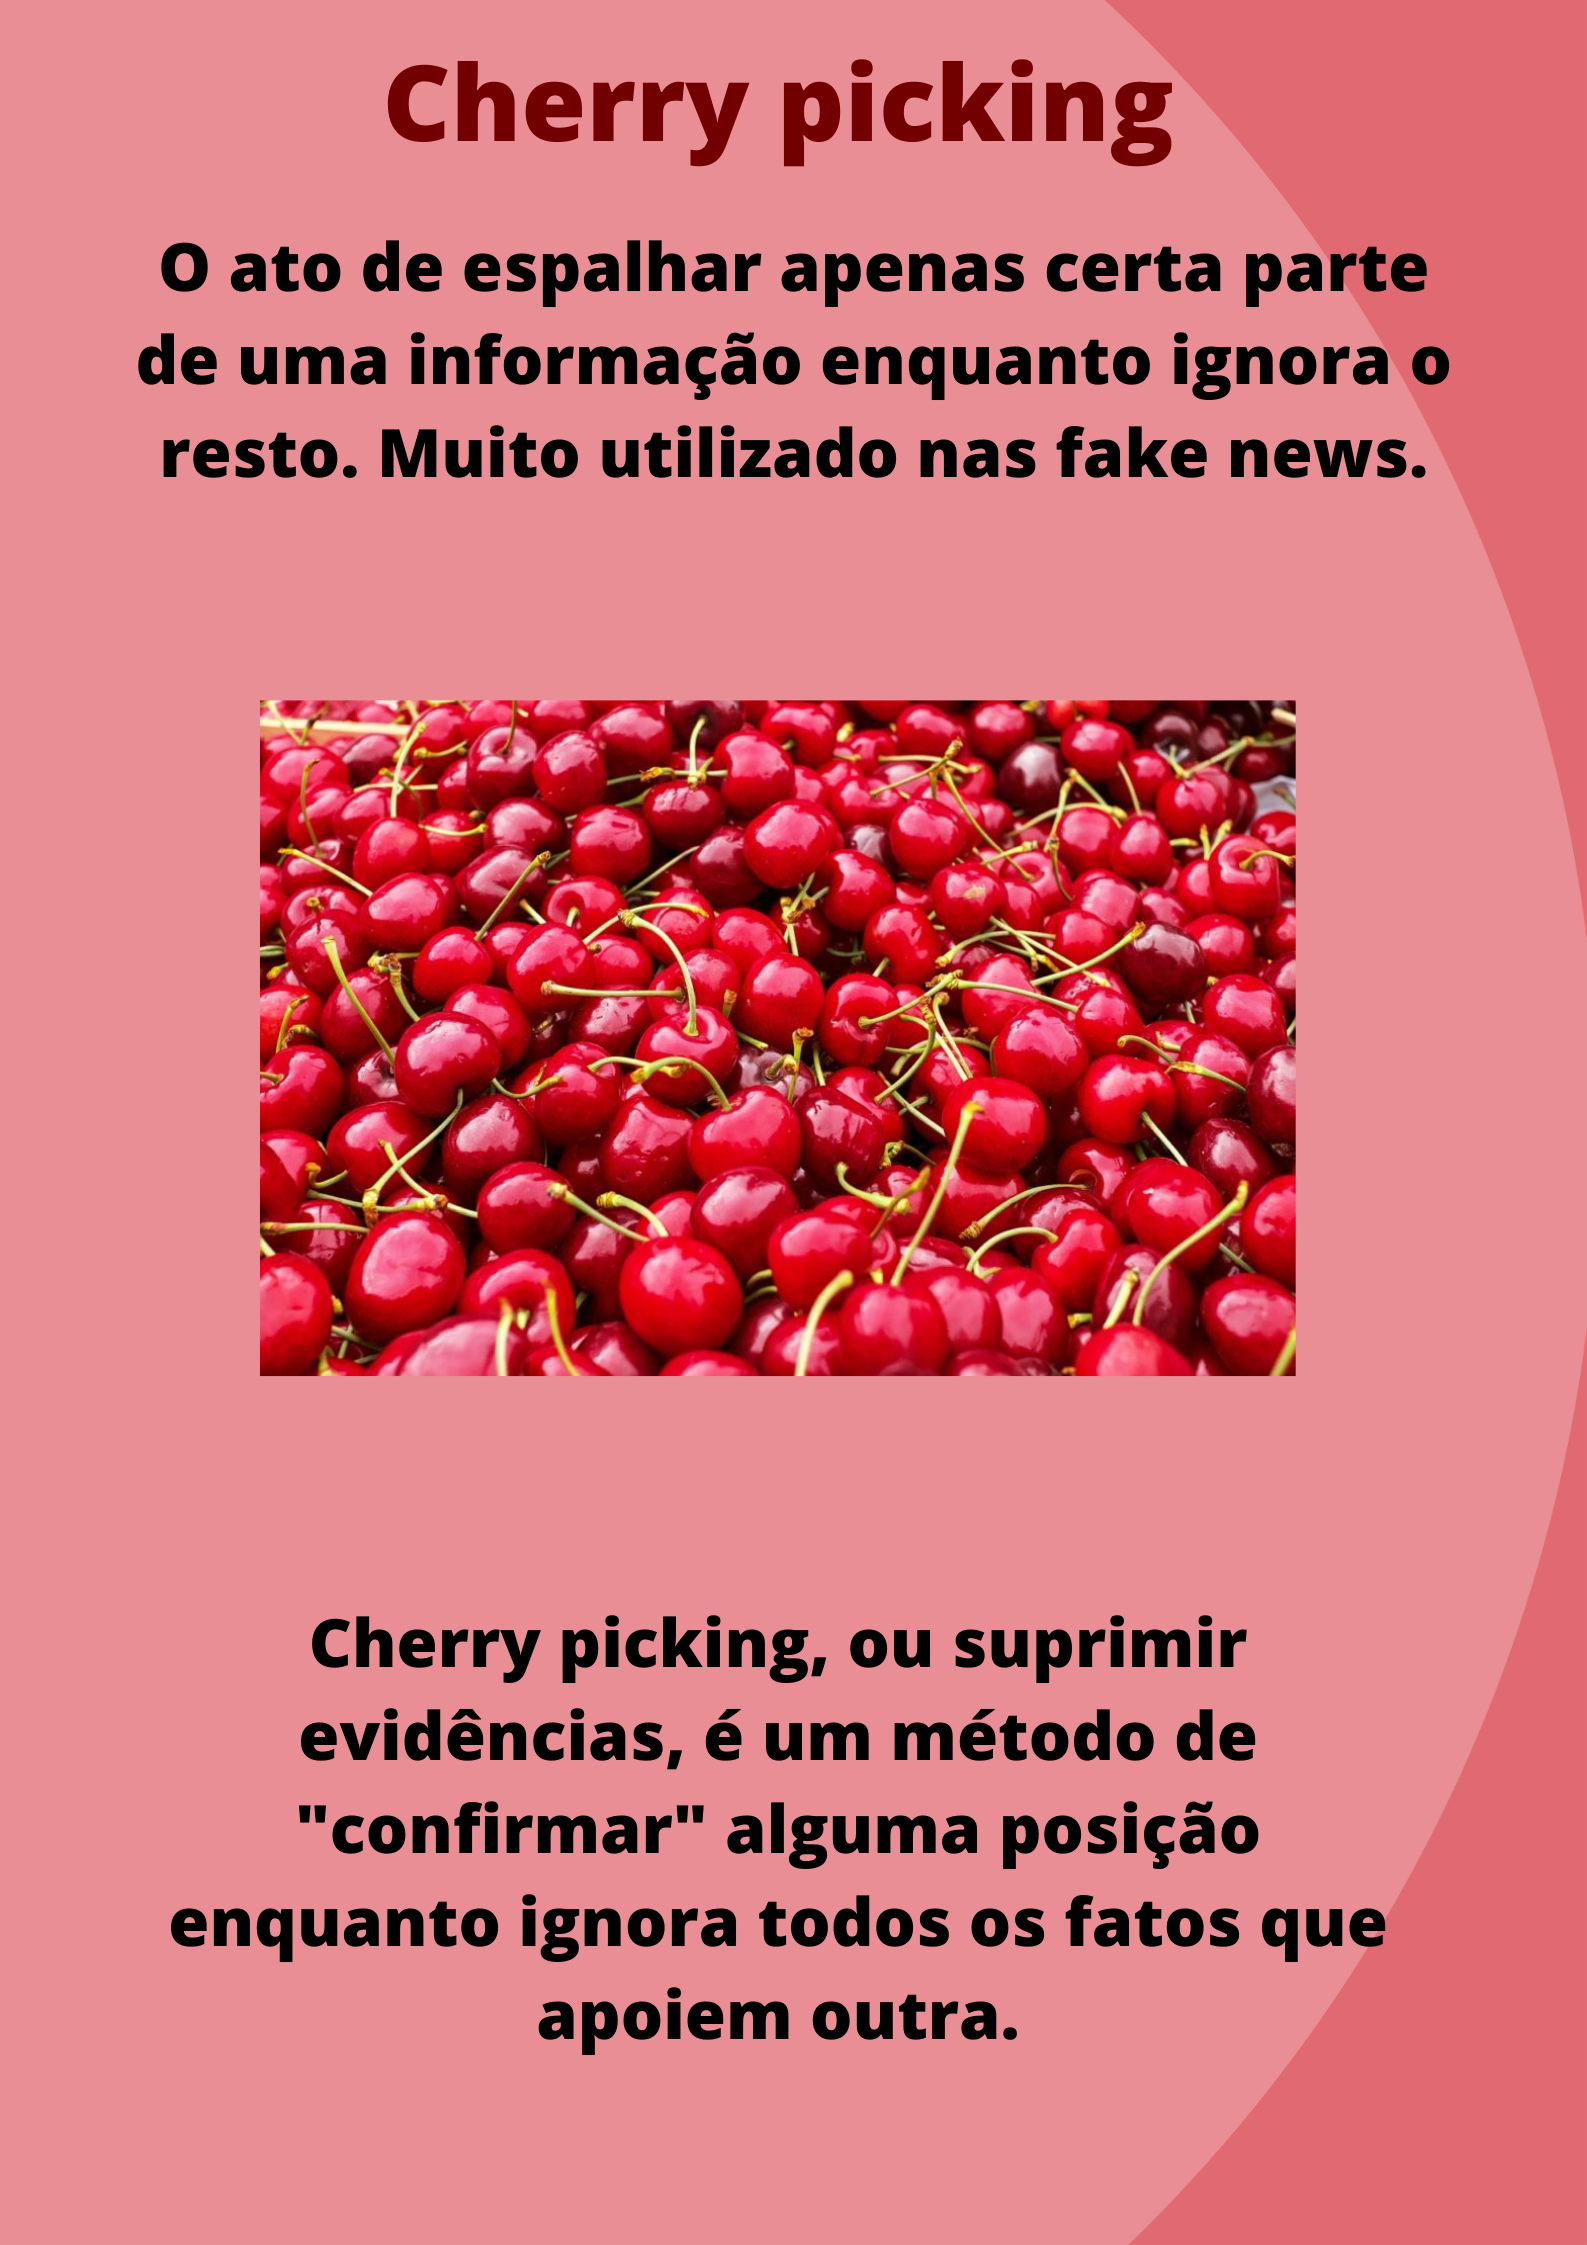 Cherry picking
O ato de espalhar apenas certa parte
de uma informação enquanto ignora o
resto. Muito utilizado nas fake news.
Cherry picking, ou suprimir
evidências, é um método de
"confirmar" alguma posição
enquanto ignora todos os fatos que
apoiem outra.